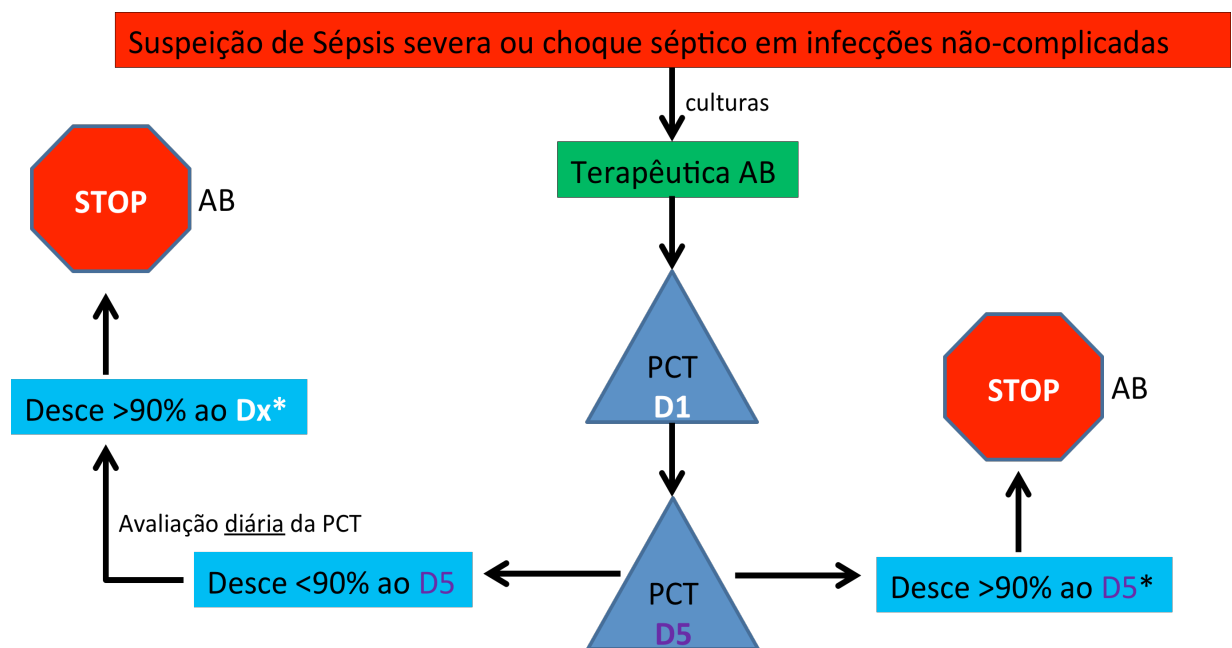 Suspeição de Sépsis severa ou choque séptico em infecções não-complicadas
culturas
Terapêutica AB
STOP
AB
PCT
D1
STOP
AB
Desce >90% ao Dx*
Avaliação diária da PCT
Desce <90% ao D5
PCT
D5
Desce >90% ao D5*